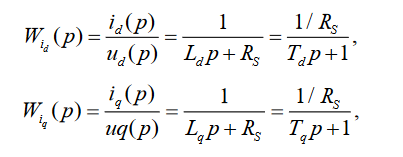 W_{i_d}(p) = \frac{i_d(p)}{u_d(p)} = \frac{1}{L_d p + R_S} = \frac{1/R_S}{T_d p + 1},
W_{i_q}(p) = \frac{i_q(p)}{uq(p)} = \frac{1}{L_q p + R_S} = \frac{1/R_S}{T_q p + 1},